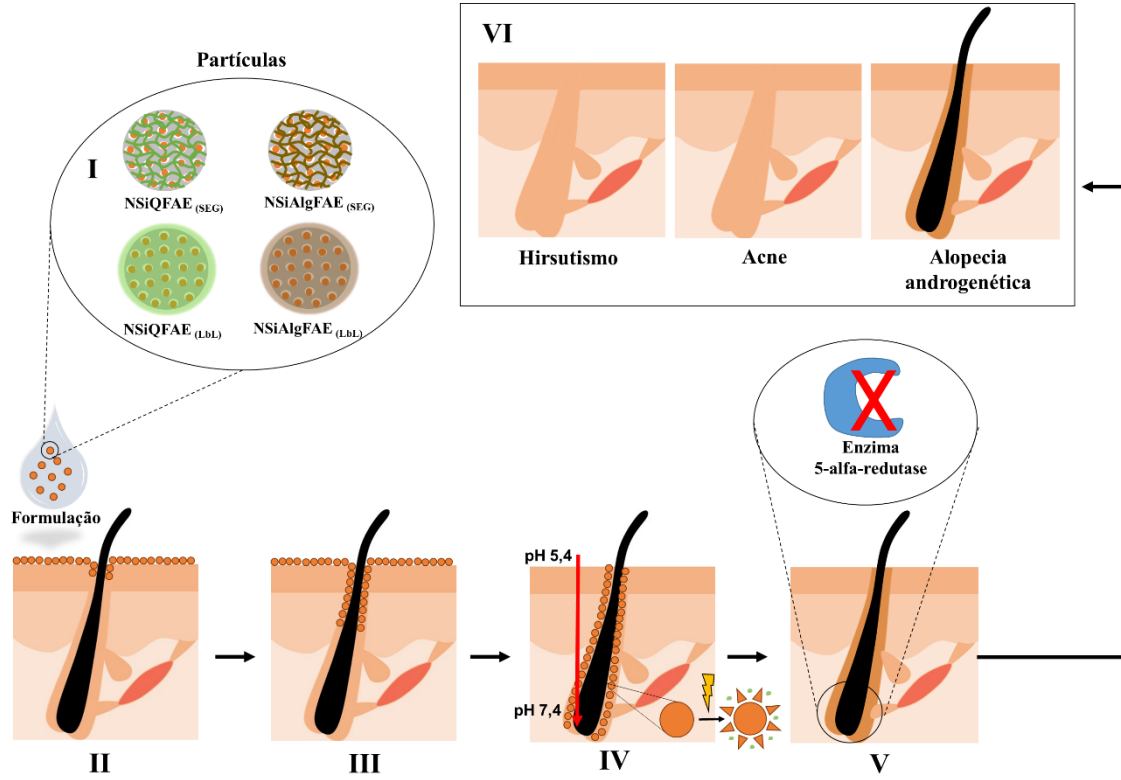 Partículas
I
NSiQFAE (SEG)
NSiAlgFAE (SEG)
NSiQFAE (LbL)
NSiAlgFAE (LbL)
Formulação
VI
Hirsutismo
Acne
Alopecia
androgenética
Enzima
5-alfa-redutase
pH 5,4
pH 7,4
II
III
IV
V